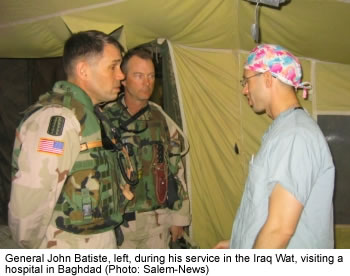 General John Batiste, left, during his service in the Iraq Wat, visiting a
hospital in Baghdad (Photo: Salem-News)